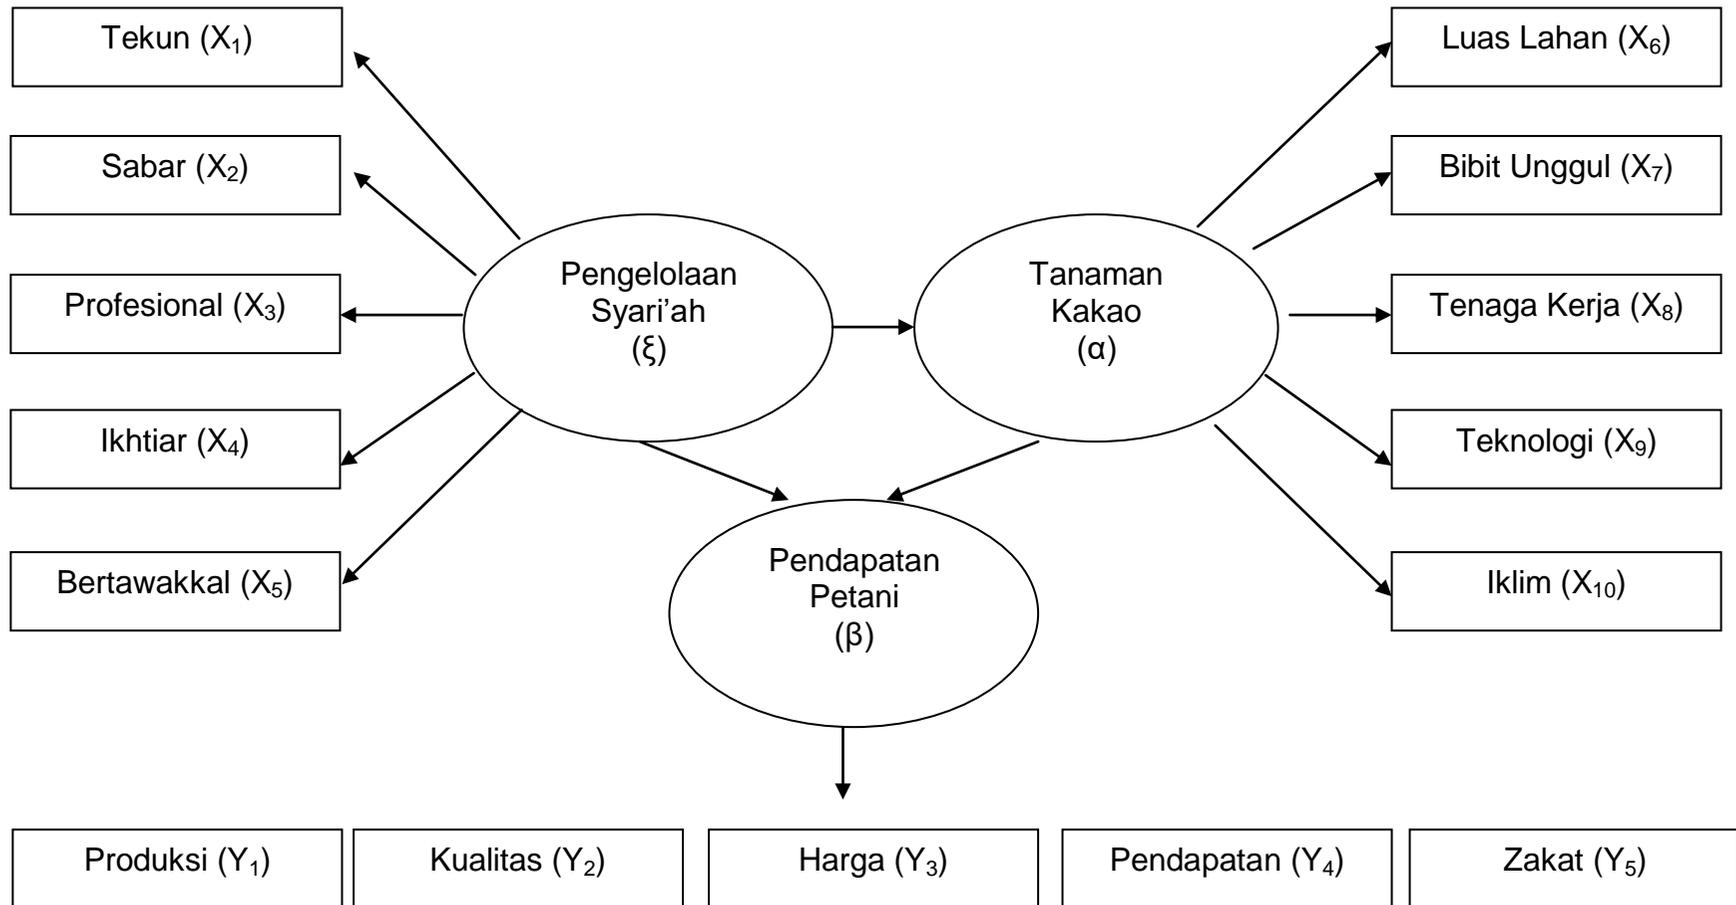 Tekun (X₁)
Luas Lahan (X₆)
Sabar (X₂)
Bibit Unggul (X₇)
Pengelolaan
Syari’ah
(ξ)
Tanaman
Kakao
(α)
Profesional (X₃)
Tenaga Kerja (X₈)
Ikhtiar (X₄)
Teknologi (X₉)
Bertawakkal (X₅)
Iklim (X₁₀)
Pendapatan
Petani
(β)
Produksi (Y₁)
Kualitas (Y₂)
Harga (Y₃)
Pendapatan (Y₄)
Zakat (Y₅)